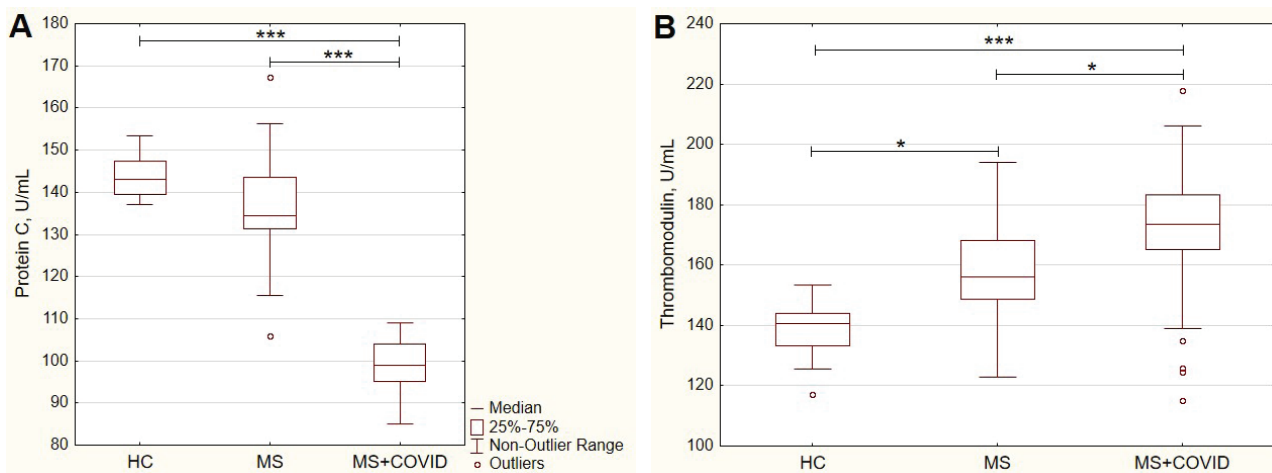 A
Protein C, U/mL
180
170
160
150
140
130
120
110
100
90
80
***
***
HC MS MS+COVID
Median
25%-75%
Non-Outlier Range
Outliers
B
Thrombomodulin, U/mL
240
220
200
180
160
140
120
100
***
*
*
HC MS MS+COVID